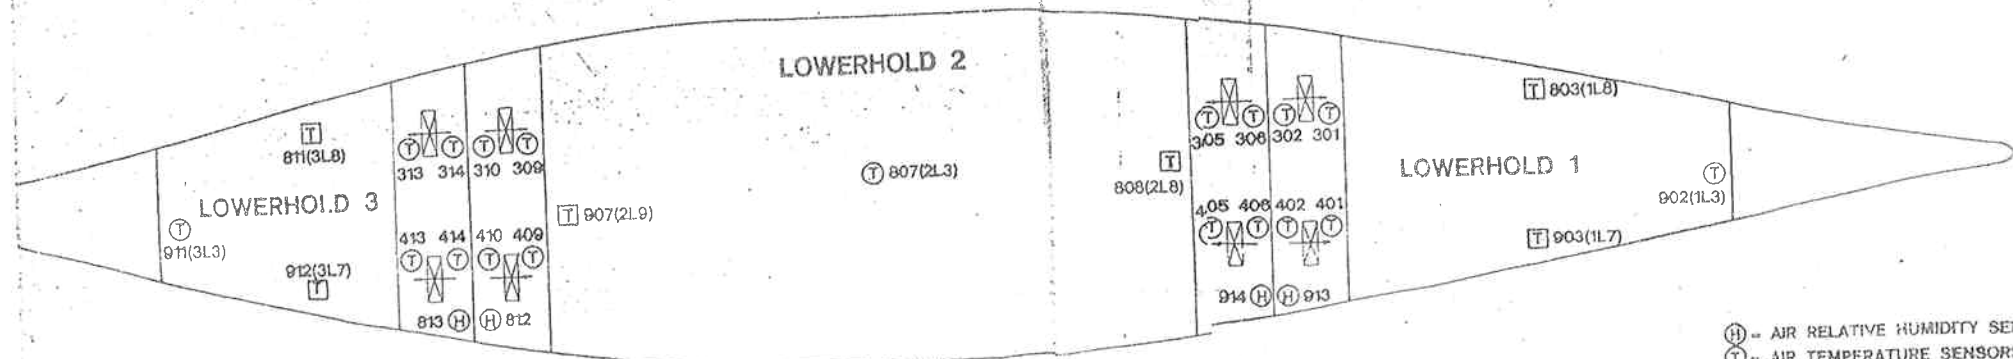 LOWERHOLD 2
T 803(1L8)
T
811(3L8)
T T T T
313 314 310 309
T T T T
305 306 302 301
T 807(2L3)
T
808(2L8)
LOWERHOLD 1
T
902(1L3)
LOWERHOLD 3
T 907(2L9)
T
911(3L3)
413 414 410 409
T T T T
405 406 402 401
T T T T
T 903(1L7)
912(3L7)
T
813 H H 812
914 H H 913
H = AIR RELATIVE HUMIDITY
T = AIR TEMPERATURE SENSORS